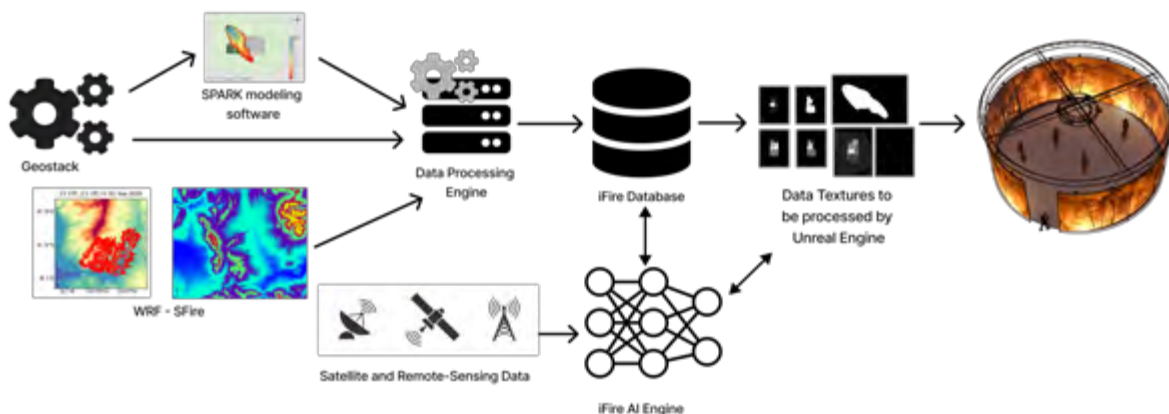 SPARK modeling
software
Geostack
Data Processing
Engine
iFire Database
Data Textures to
be processed by
Unreal Engine
WRF - SFire
Satellite and Remote-Sensing Data
iFire AI Engine